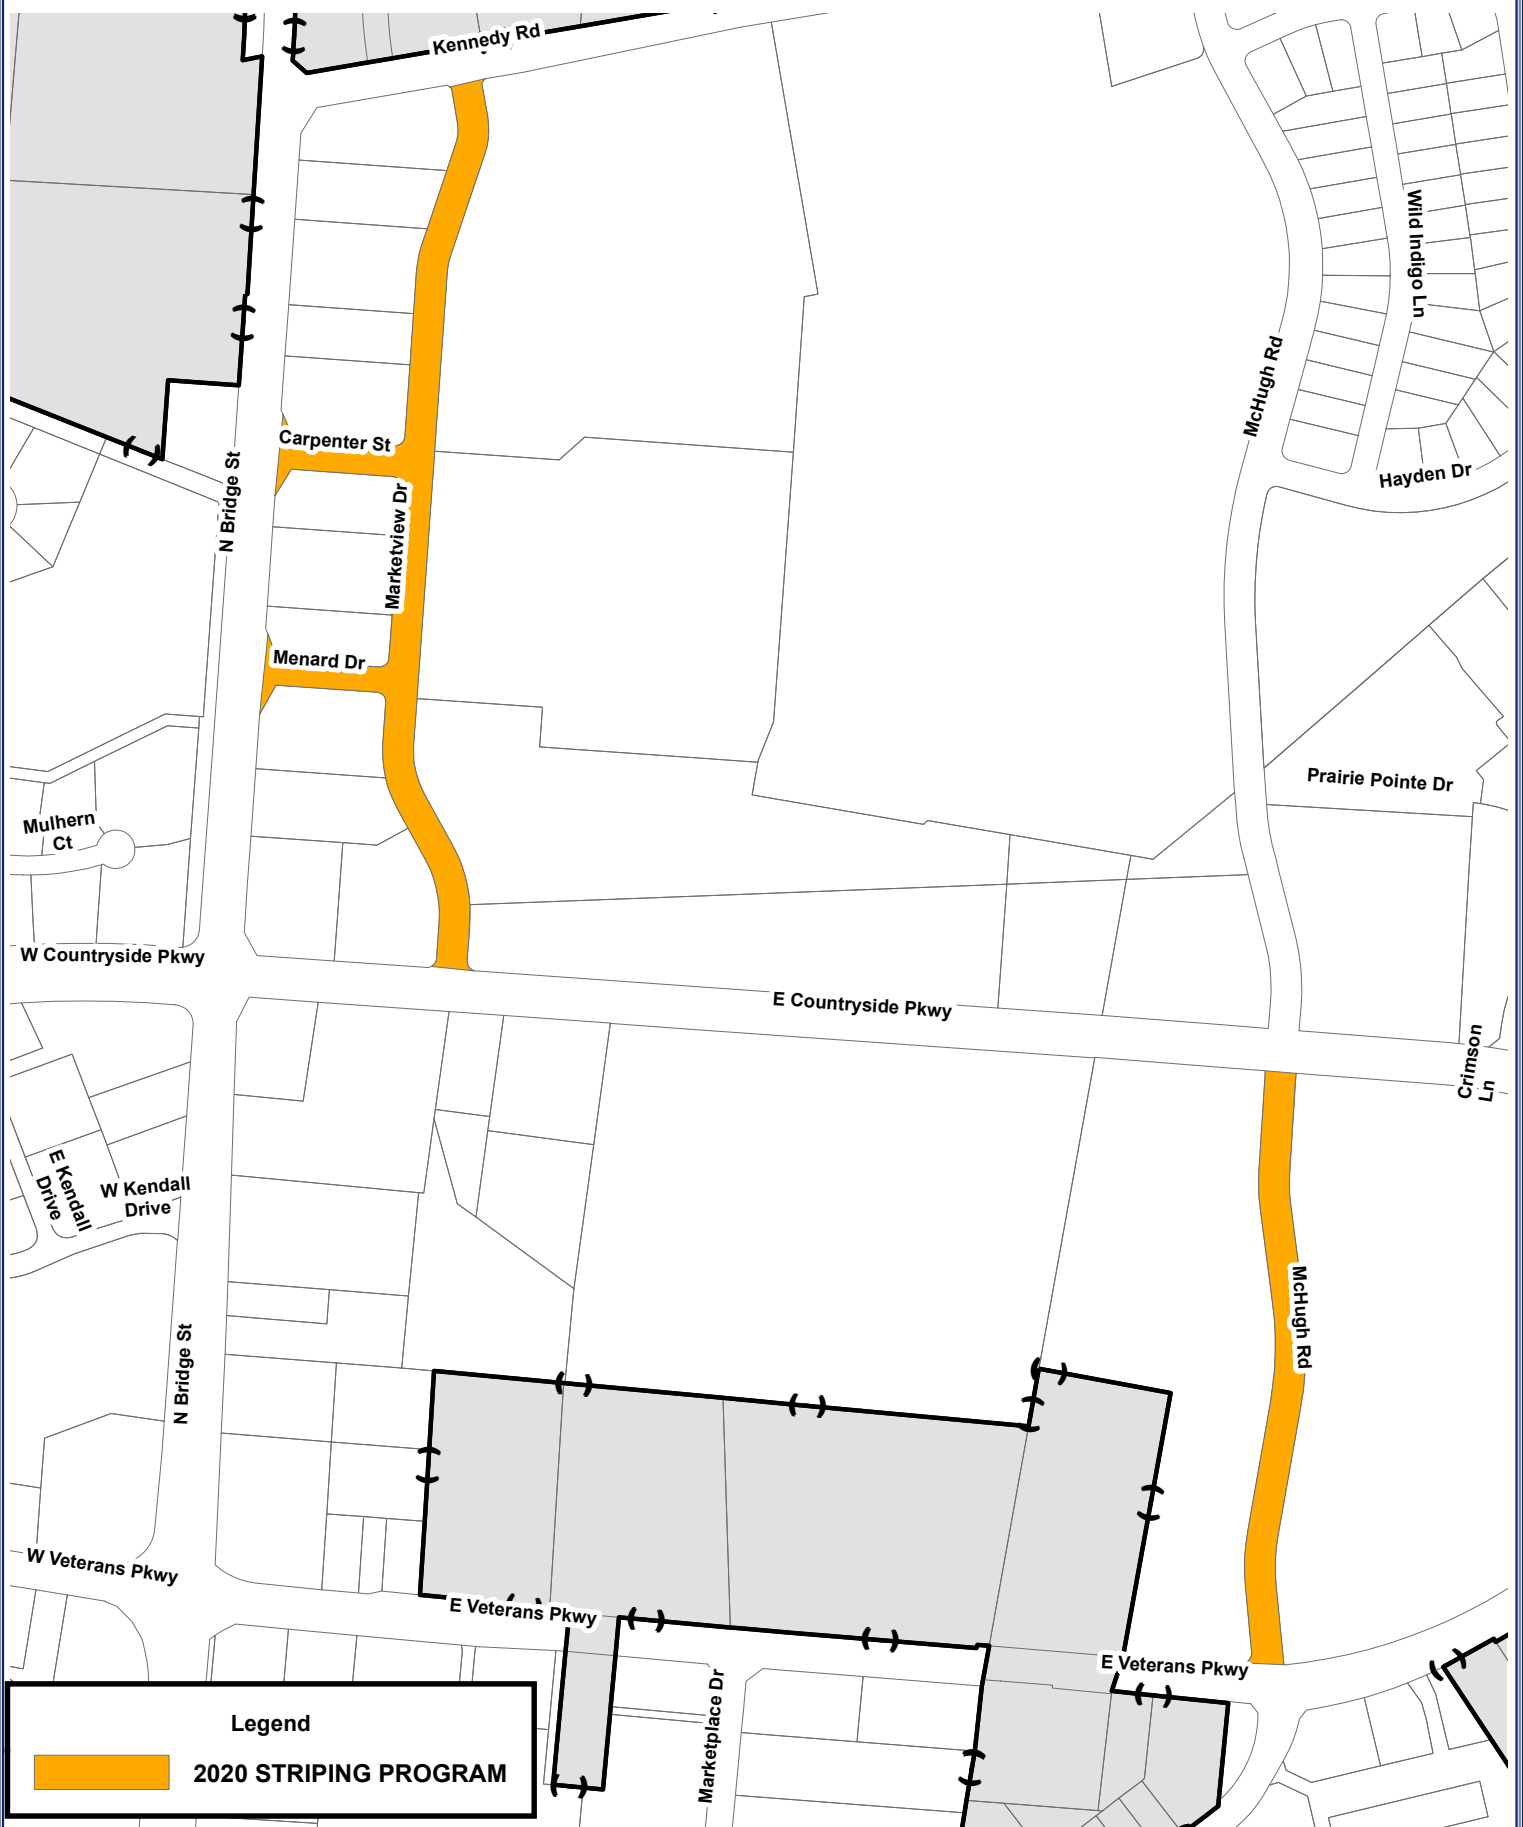 Kennedy Rd
Wild Indigo Ln
McHugh Rd
Carpenter St
N Bridge St
Marketview Dr
Hayden Dr
Menard Dr
Prairie Pointe Dr
Mulhern
Ct
W Countryside Pkwy
E Countryside Pkwy
Crimson
Ln
E Kendall
Drive
W Kendall
Drive
McHugh Rd
N Bridge St
W Veterans Pkwy
E Veterans Pkwy
E Veterans Pkwy
Marketplace Dr
Legend
2020 STRIPING PROGRAM